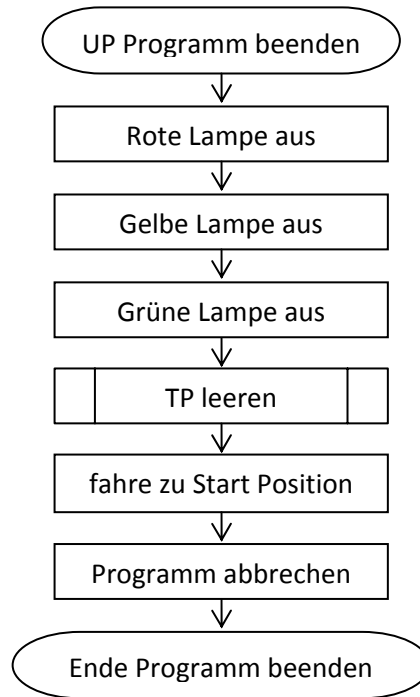 UP Programm beenden
Rote Lampe aus
Gelbe Lampe aus
Grüne Lampe aus
TP leeren
fahre zu Start Position
Programm abbrechen
Ende Programm beenden